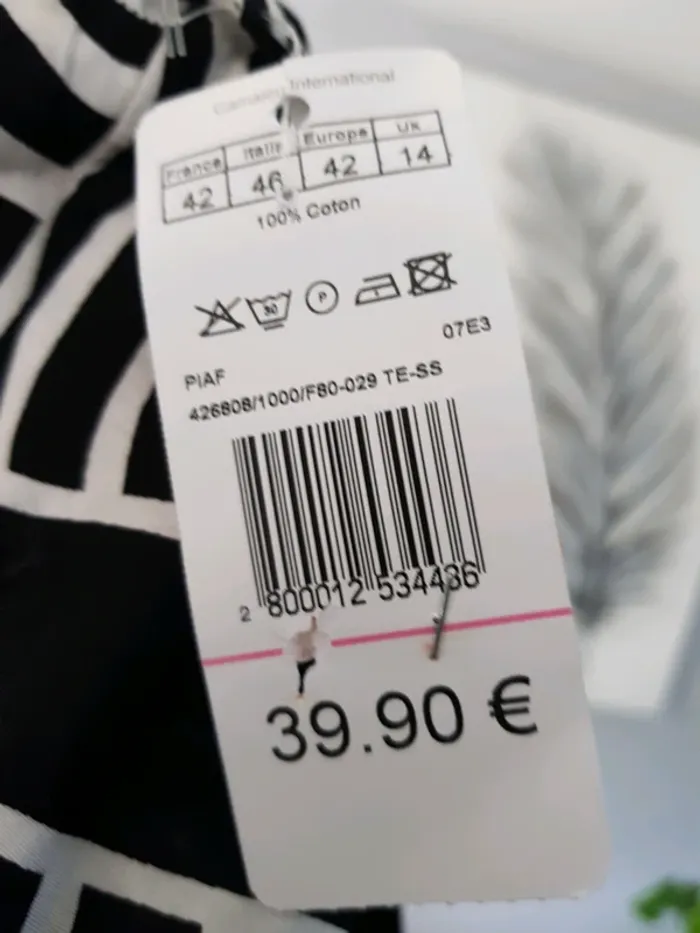 Camaïeu International
France Italie Europe UK
42 46 42 14
100% Coton
30 P
07E3
PIAF
426808/1000/F80-029 TE-SS
2 800012 534436
39.90 €